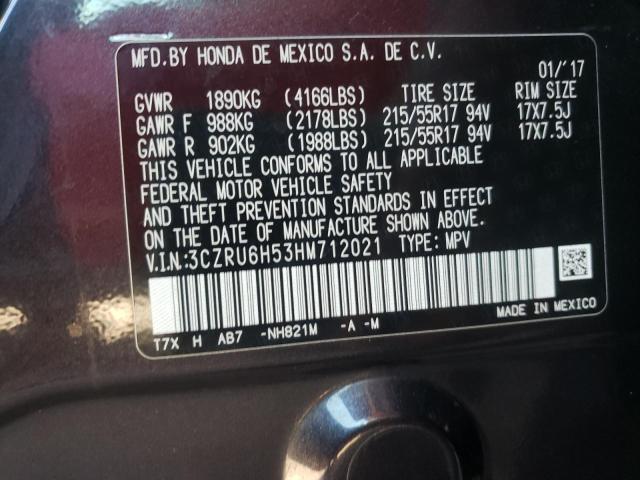 MFD.BY HONDA DE MEXICO S.A. DE C.V.
01/'17
GVWR 1890KG (4166LBS) TIRE SIZE RIM SIZE
GAWR F 988KG (2178LBS) 215/55R17 94V 17X7.5J
GAWR R 902KG (1988LBS) 215/55R17 94V 17X7.5J
THIS VEHICLE CONFORMS TO ALL APPLICABLE
FEDERAL MOTOR VEHICLE SAFETY
AND THEFT PREVENTION STANDARDS IN EFFECT
ON THE DATE OF MANUFACTURE SHOWN ABOVE.
V.I.N.:3CZRU6H53HM712021 TYPE: MPV
T7X H AB7 -NH821M -A -M
MADE IN MEXICO